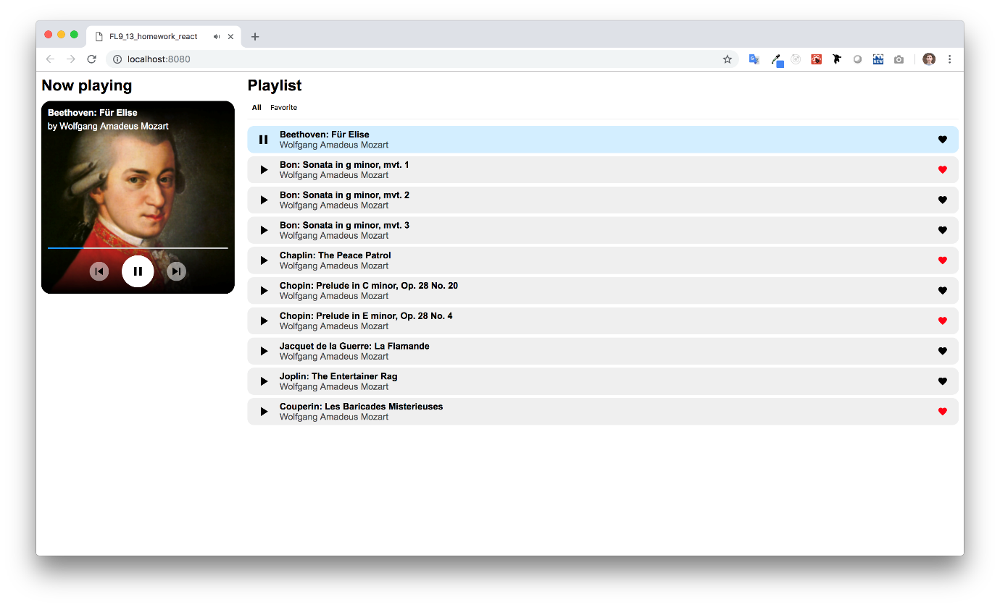 FL9_13_homework_react
localhost:8080
NEW
Now playing
Beethoven: Für Elise
by Wolfgang Amadeus Mozart
Playlist
All Favorite
Beethoven: Für Elise
Wolfgang Amadeus Mozart
Bon: Sonata in g minor, mvt. 1
Wolfgang Amadeus Mozart
Bon: Sonata in g minor, mvt. 2
Wolfgang Amadeus Mozart
Bon: Sonata in g minor, mvt. 3
Wolfgang Amadeus Mozart
Chaplin: The Peace Patrol
Wolfgang Amadeus Mozart
Chopin: Prelude in C minor, Op. 28 No. 20
Wolfgang Amadeus Mozart
Chopin: Prelude in E minor, Op. 28 No. 4
Wolfgang Amadeus Mozart
Jacquet de la Guerre: La Flamande
Wolfgang Amadeus Mozart
Joplin: The Entertainer Rag
Wolfgang Amadeus Mozart
Couperin: Les Baricades Misterieuses
Wolfgang Amadeus Mozart